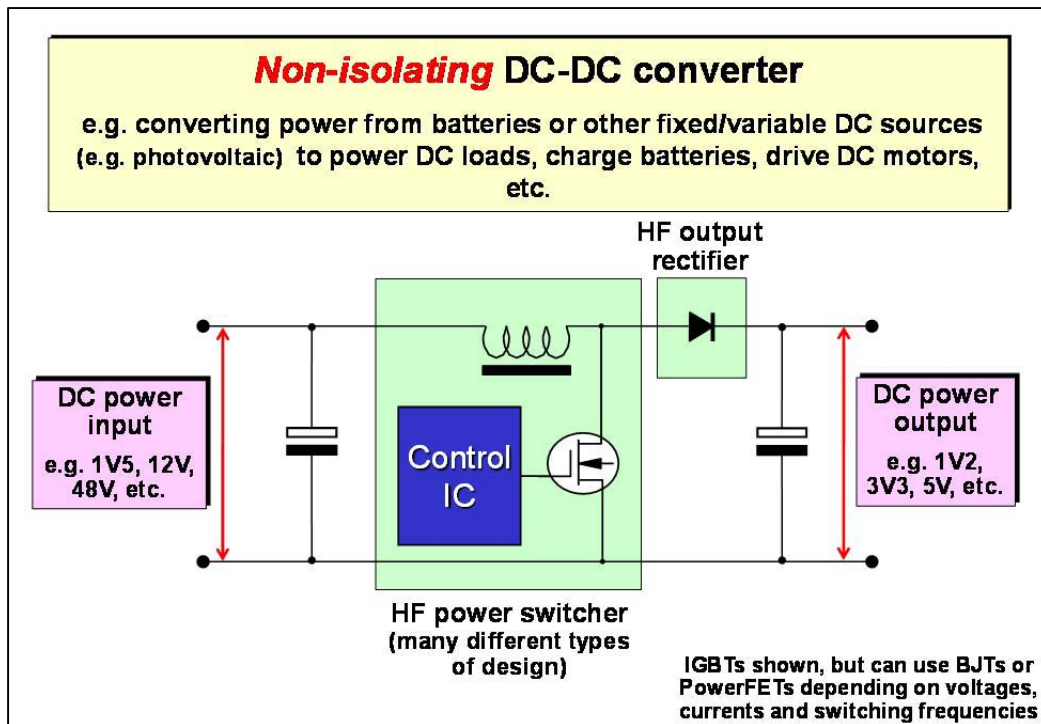 Non-isolating DC-DC converter
e.g. converting power from batteries or other fixed/variable DC sources
(e.g. photovoltaic) to power DC loads, charge batteries, drive DC motors,
etc.
HF output
rectifier
DC power
input
e.g. 1V5, 12V,
48V, etc.
Control
IC
DC power
output
e.g. 1V2,
3V3, 5V, etc.
HF power switcher
(many different types
of design)
IGBTs shown, but can use BJTs or
PowerFETs depending on voltages,
currents and switching frequencies